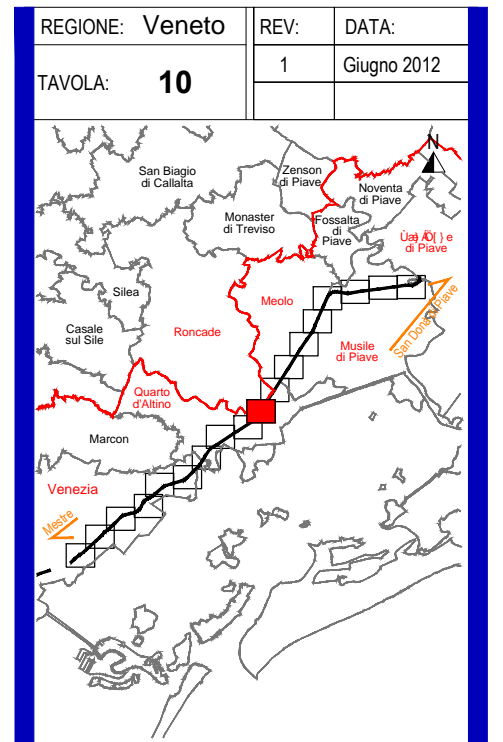 REGIONE: Veneto
REV:
DATA:
TAVOLA: 10
1
Giugno 2012
N
San Biagio
di Callalta
Zenson
di Piave
Noventa
di Piave
Monaster
di Treviso
Fossalta
di
Piave
di Piave
Silea
Meolo
San Donà di Piave
Casale
sul Sile
Roncade
Musile
di Piave
Quarto
d'Altino
Marcon
Venezia
Mestre